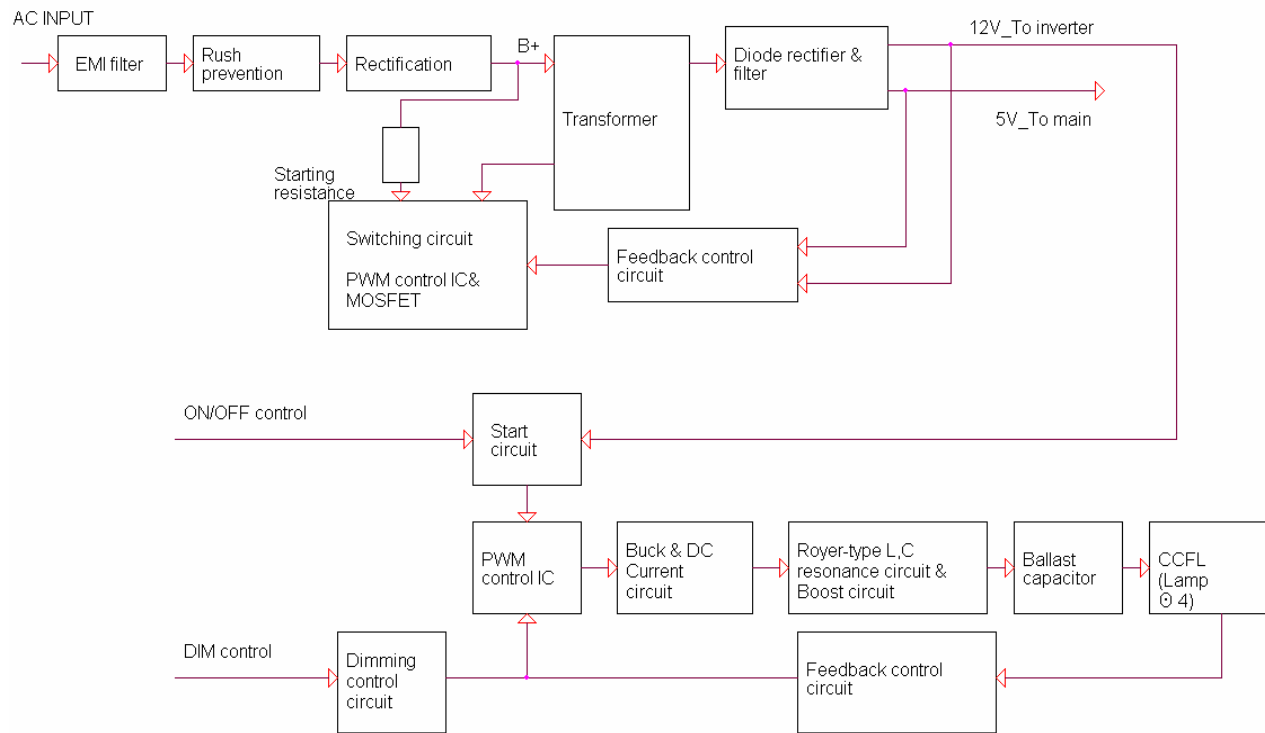 AC INPUT
EMI filter
Rush
prevention
Rectification
B+
Transformer
Diode rectifier &
filter
12V_To inverter
5V_To main
Starting
resistance
Switching circuit
PWM control IC&
MOSFET
Feedback control
circuit
ON/OFF control
Start
circuit
PWM
control IC
Buck & DC
Current
circuit
Royer-type L,C
resonance circuit &
Boost circuit
Ballast
capacitor
CCFL
(Lamp
⊙ 4)
DIM control
Dimming
control
circuit
Feedback control
circuit